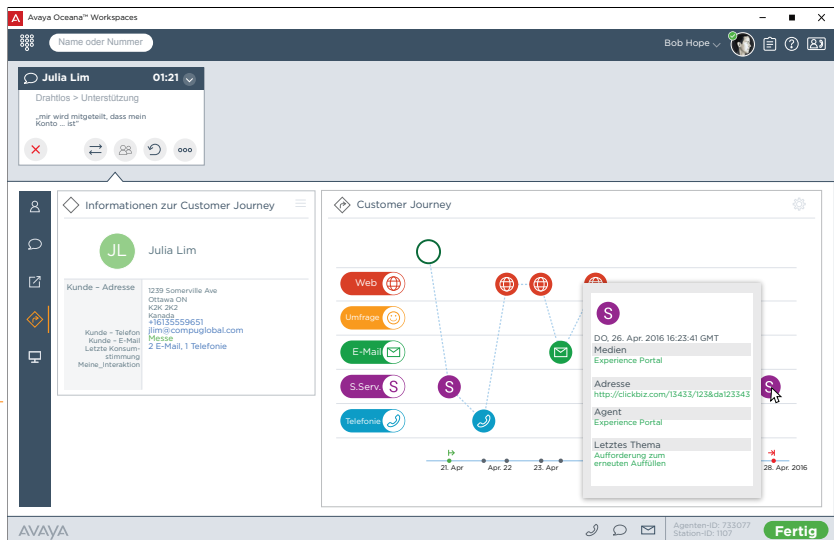 A Avaya Oceana™ Workspaces
Name oder Nummer
Bob Hope
Julia Lim 01:21
Drahtlos > Unterstützung
„mir wird mitgeteilt, dass mein
Konto ... ist“
Informationen zur Customer Journey
JL
Julia Lim
Kunde – Adresse
1239 Somerville Ave
Ottawa ON
K2K 2K2
Kanada
Kunde – Telefon
+16135559651
Kunde – E-Mail
jlim@compuglobal.com
Letzte Konsum-
stimmung
Messe
Meine_Interaktion
2 E-Mail, 1 Telefonie
Customer Journey
Web
Umfrage
E-Mail
S.Serv. S
S
S
Telefonie
21. Apr
Apr. 22
23. Apr
28. Apr. 2016
S
DO, 26. Apr. 2016 16:23:41 GMT
Medien
Experience Portal
Adresse
http://clickbiz.com/13433/123&da123343
Agent
Experience Portal
Letztes Thema
Aufforderung zum
erneuten Auffüllen
AVAYA
Agenten-ID: 733077
Station-ID: 1107
Fertig